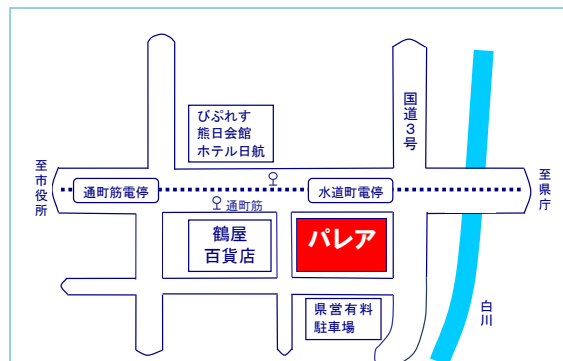 びぷれす
熊日会館
ホテル日航
国道3号
至市役所
通町筋電停
水道町電停
至県庁
通町筋
鶴屋
百貨店
パレア
県営有料
駐車場
白川